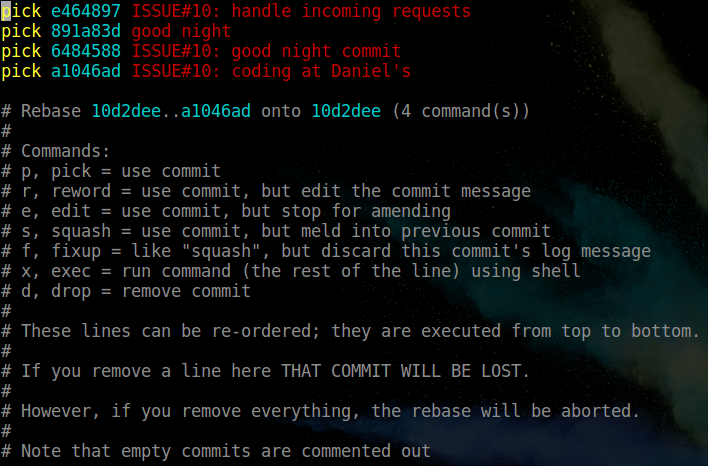 pick e464897 ISSUE#10: handle incoming requests
pick 891a83d good night
pick 6484588 ISSUE#10: good night commit
pick a1046ad ISSUE#10: coding at Daniel's
# Rebase 10d2dee..a1046ad onto 10d2dee (4 command(s))
#
# Commands:
# p, pick = use commit
# r, reword = use commit, but edit the commit message
# e, edit = use commit, but stop for amending
# s, squash = use commit, but meld into previous commit
# f, fixup = like "squash", but discard this commit's log message
# x, exec = run command (the rest of the line) using shell
# d, drop = remove commit
#
# These lines can be re-ordered; they are executed from top to bottom.
#
# If you remove a line here THAT COMMIT WILL BE LOST.
#
# However, if you remove everything, the rebase will be aborted.
#
# Note that empty commits are commented out